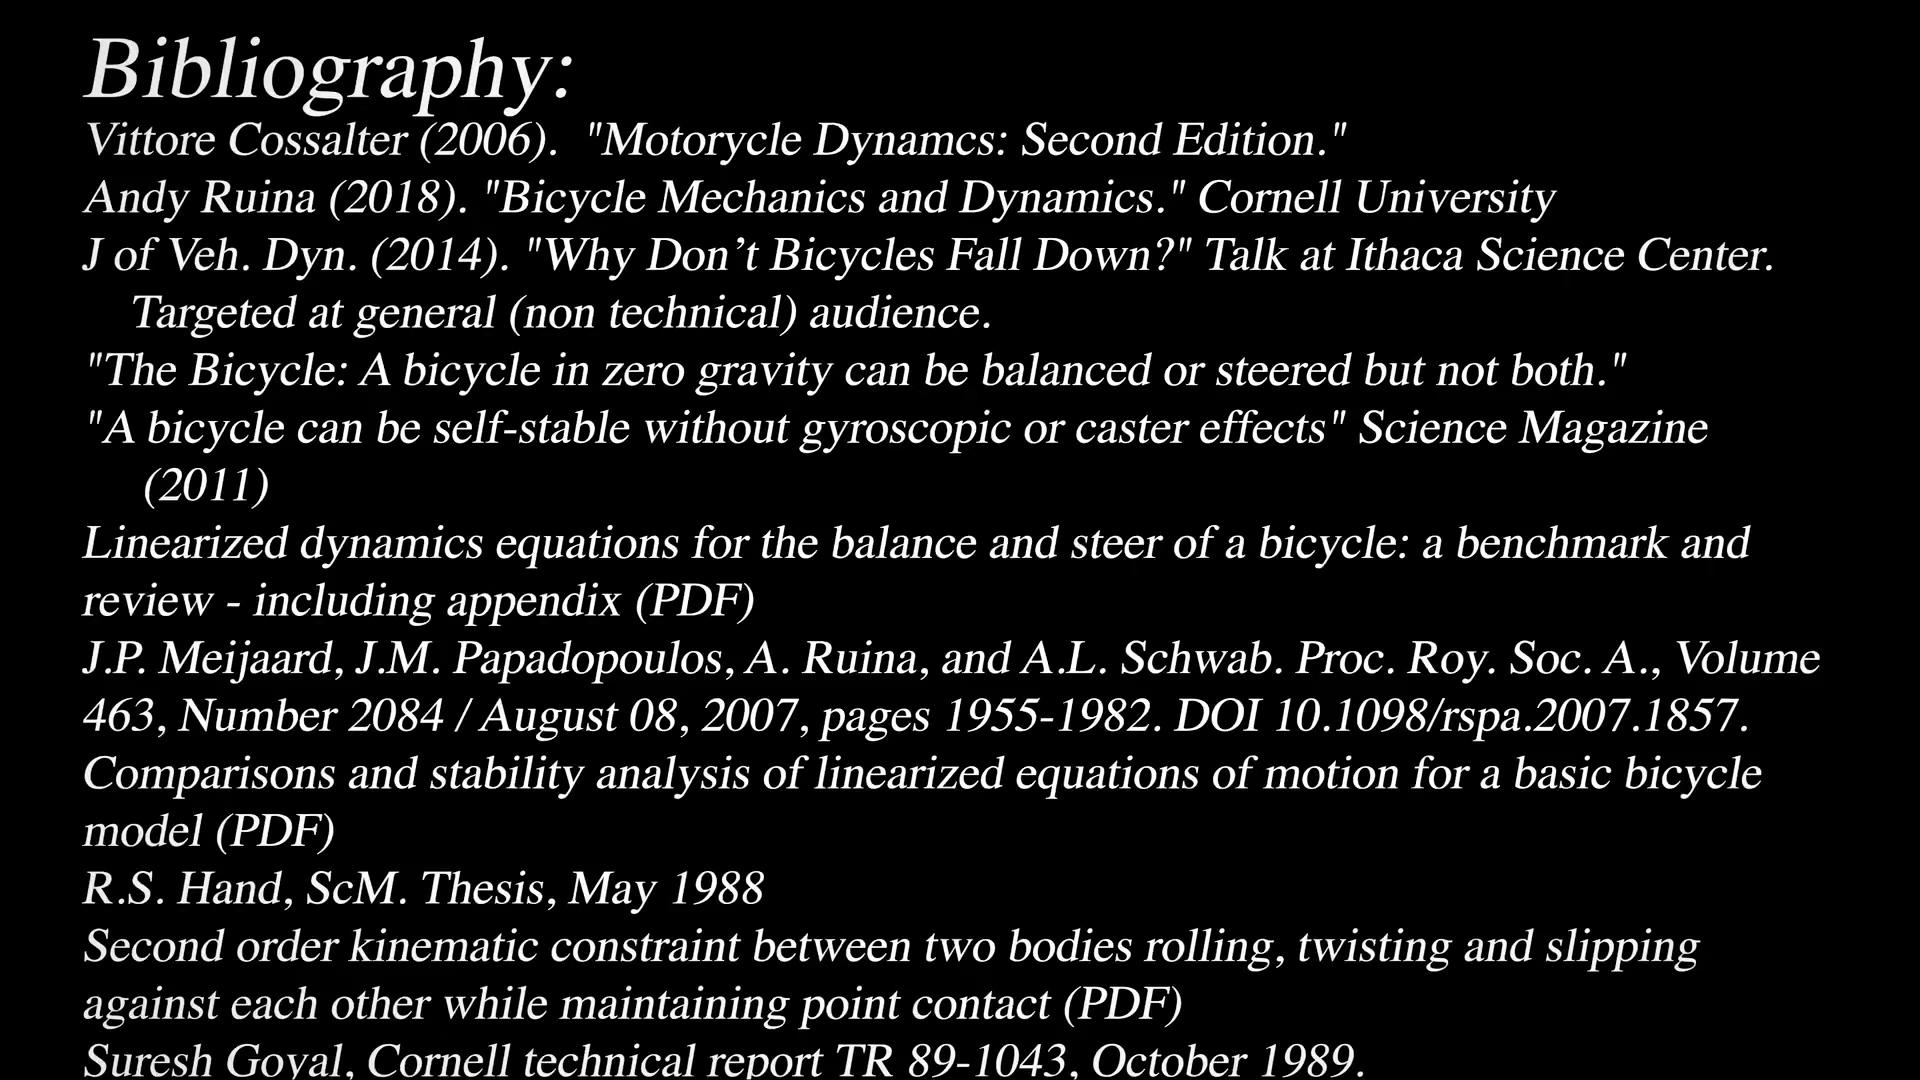 Bibliography:
Vittore Cossalter (2006).  "Motorycle Dynamcs: Second Edition."
Andy Ruina (2018). "Bicycle Mechanics and Dynamics." Cornell University
J of Veh. Dyn. (2014). "Why Don’t Bicycles Fall Down?" Talk at Ithaca Science Center.
Targeted at general (non technical) audience.
"The Bicycle: A bicycle in zero gravity can be balanced or steered but not both."
"A bicycle can be self-stable without gyroscopic or caster effects" Science Magazine
(2011)
Linearized dynamics equations for the balance and steer of a bicycle: a benchmark and
review - including appendix (PDF)
J.P. Meijaard, J.M. Papadopoulos, A. Ruina, and A.L. Schwab. Proc. Roy. Soc. A., Volume
463, Number 2084 / August 08, 2007, pages 1955-1982. DOI 10.1098/rspa.2007.1857.
Comparisons and stability analysis of linearized equations of motion for a basic bicycle
model (PDF)
R.S. Hand, ScM. Thesis, May 1988
Second order kinematic constraint between two bodies rolling, twisting and slipping
against each other while maintaining point contact (PDF)
Suresh Goyal, Cornell technical report TR 89-1043, October 1989.